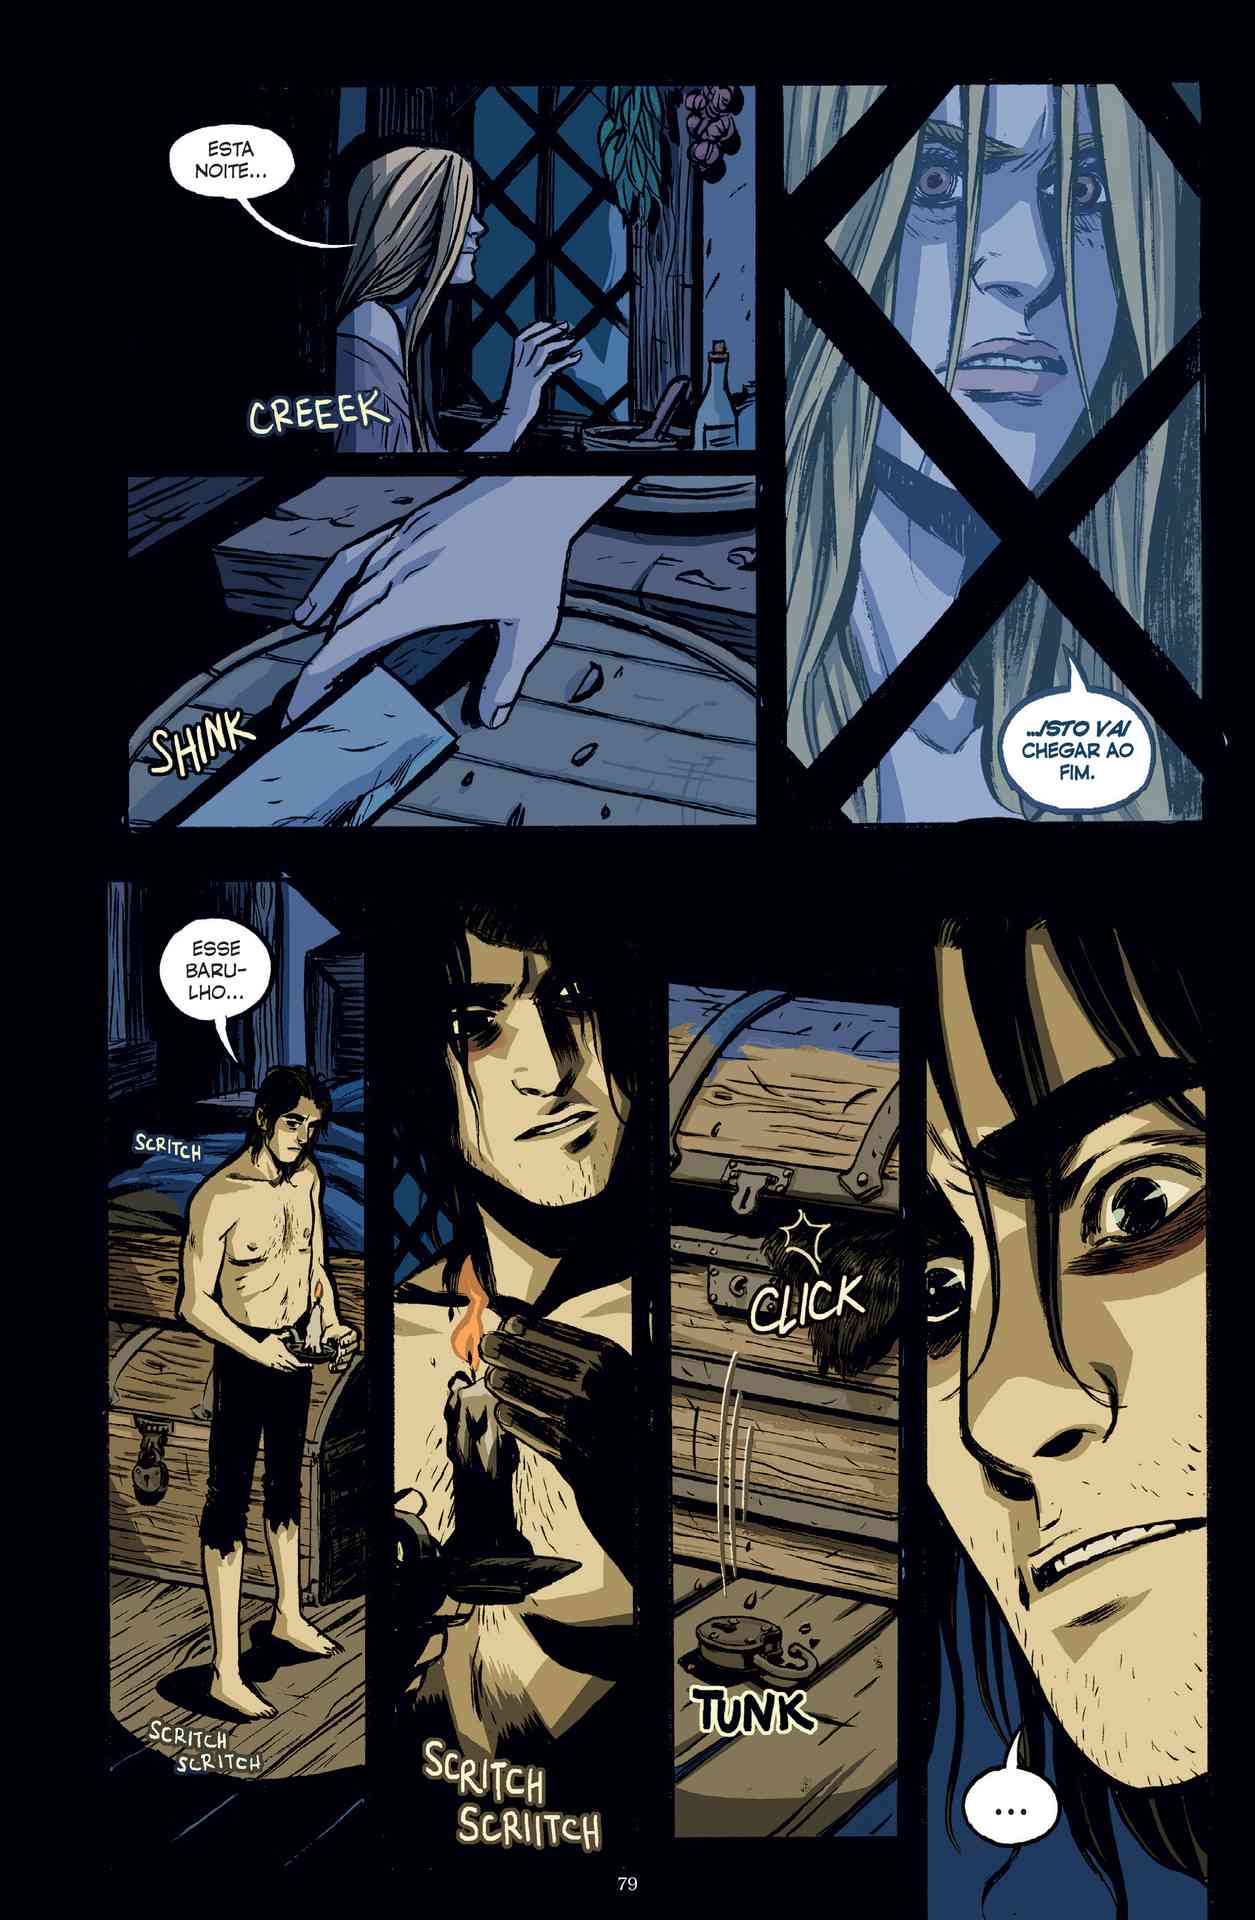 ESTA
NOITE...
CREEEK
SHINK
...ISTO VAI
CHEGAR AO
FIM.
ESSE
BARU-
LHO...
SCRITCH
SCRITCH
SCRITCH
SCRITCH
SCRIITCH
CLICK
TUNK
...
79